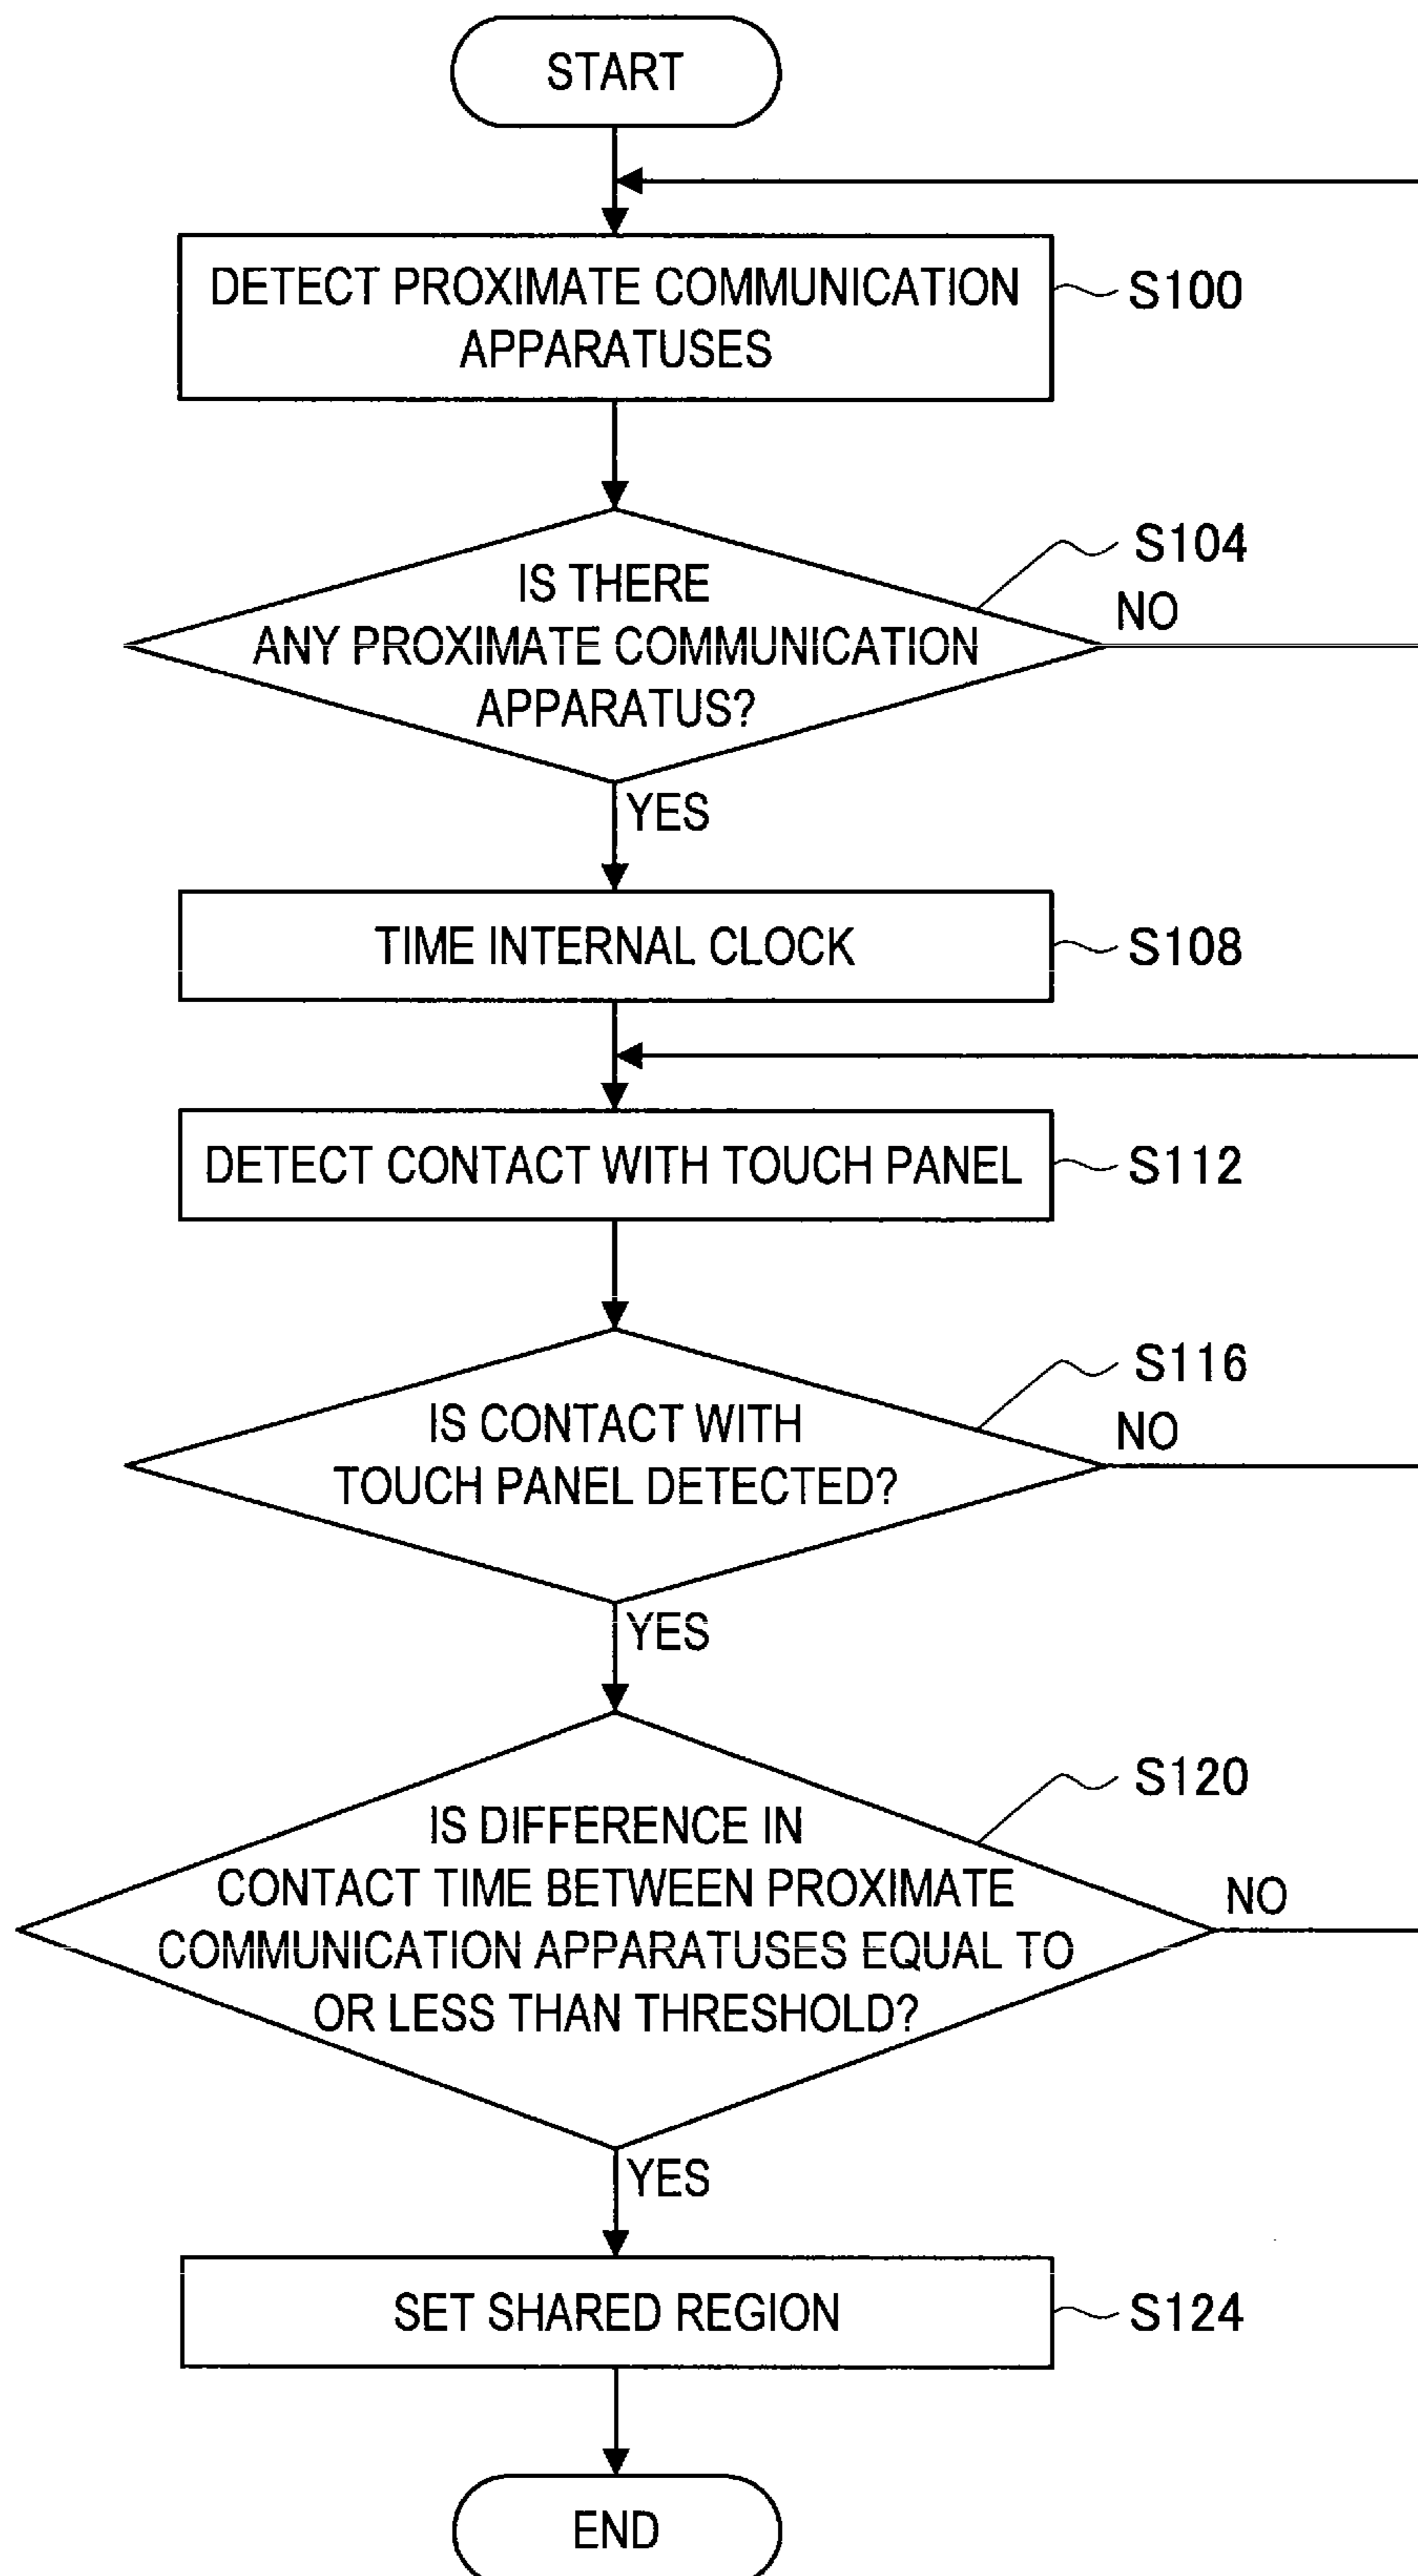 START
DETECT PROXIMATE COMMUNICATION
APPARATUSES
S100
S104
IS THERE
ANY PROXIMATE COMMUNICATION
APPARATUS?
NO
YES
TIME INTERNAL CLOCK
S108
DETECT CONTACT WITH TOUCH PANEL
S112
S116
IS CONTACT WITH
TOUCH PANEL DETECTED?
NO
YES
S120
IS DIFFERENCE IN
CONTACT TIME BETWEEN PROXIMATE
COMMUNICATION APPARATUSES EQUAL TO
OR LESS THAN THRESHOLD?
NO
YES
SET SHARED REGION
S124
END